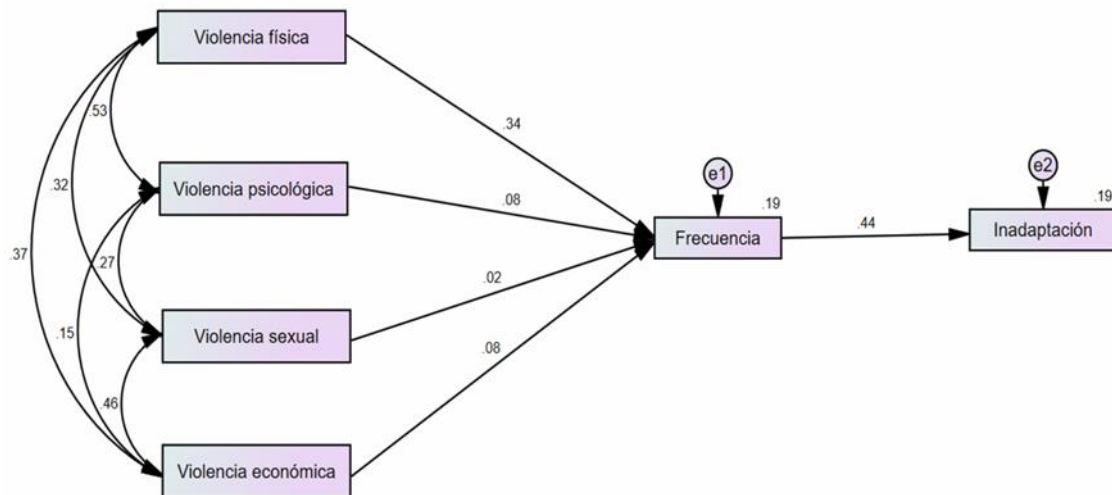 Violencia física
.53
.34
.32
Violencia psicológica
.08
e1
e2
.19
.19
Frecuencia
.44
Inadaptación
.37
.27
.02
.15
Violencia sexual
.08
.46
Violencia económica